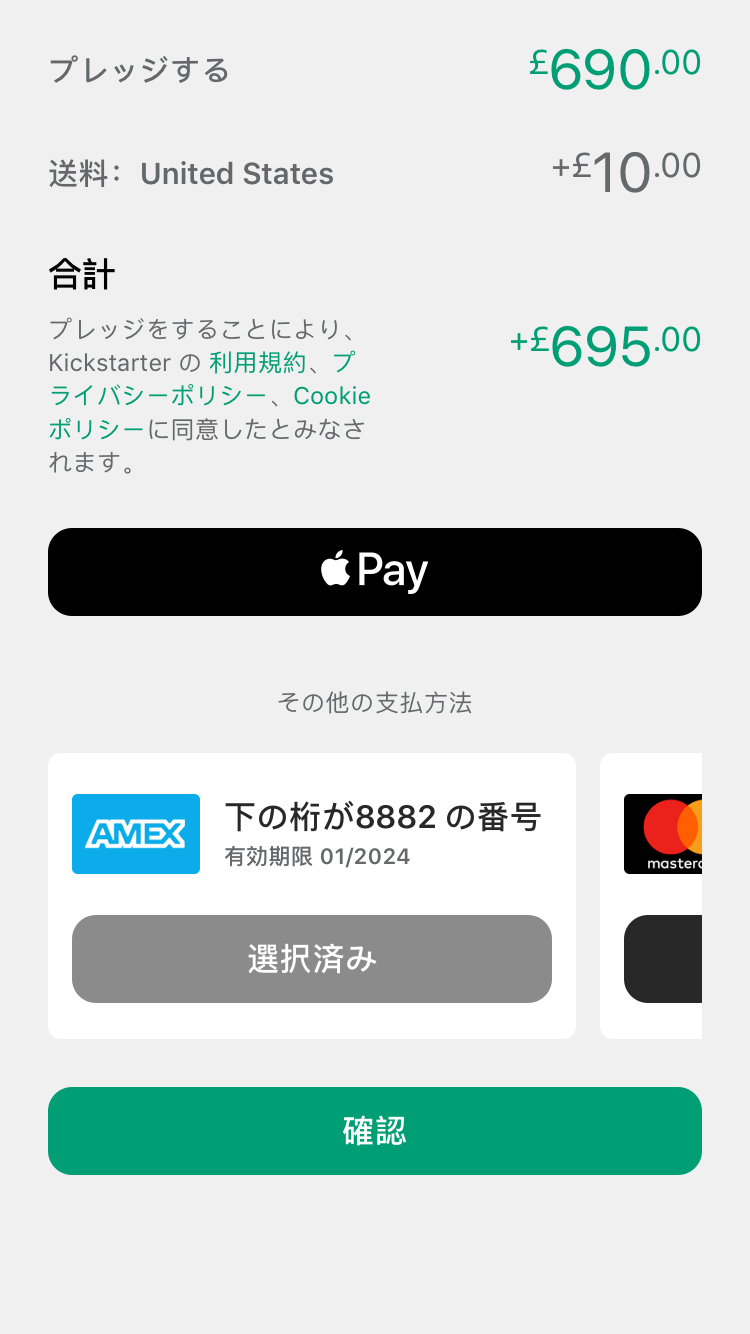 プレッジする £690.00
送料： United States +£10.00
合計
プレッジをすることにより、
Kickstarter の 利用規約、プ
ライバシーポリシー、Cookie
ポリシーに同意したとみなさ
れます。
+£695.00
Pay
その他の支払方法
AMEX
下の桁が8882 の番号
有効期限 01/2024
選択済み
masterc
確認